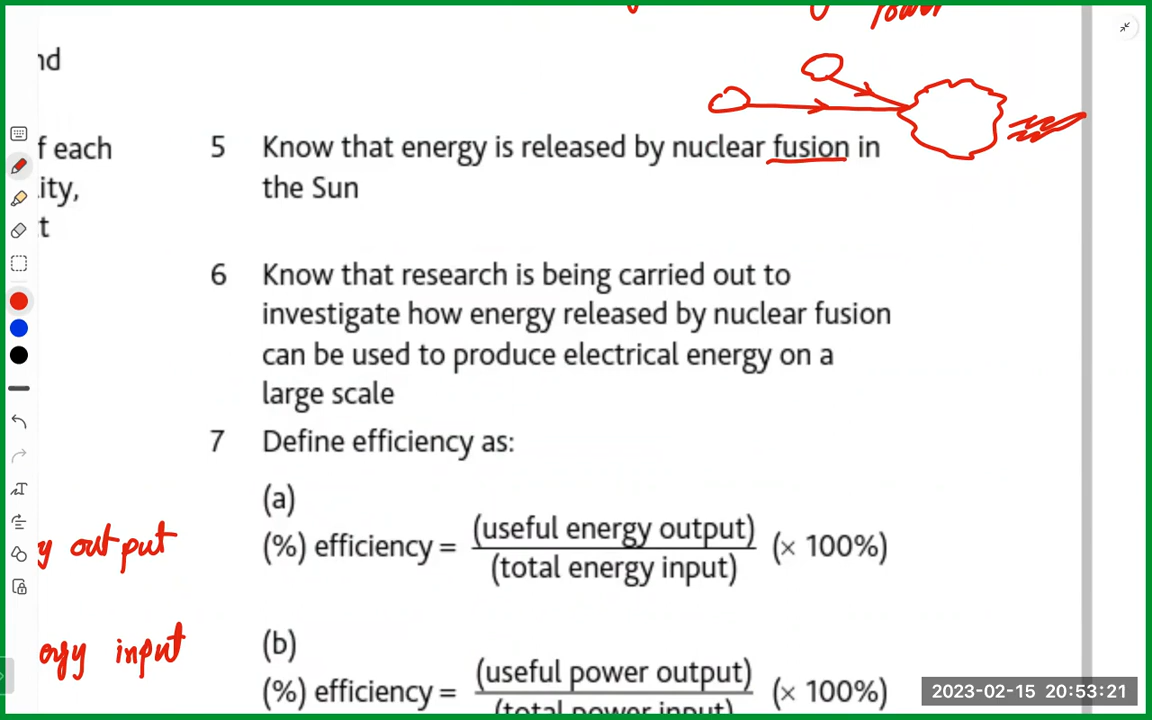 power
nd
f each
5 Know that energy is released by nuclear fusion in
ity,
the Sun
t
6 Know that research is being carried out to
investigate how energy released by nuclear fusion
can be used to produce electrical energy on a
large scale
7 Define efficiency as:
(a)
(useful energy output)
y output
(%) efficiency = (× 100%)
(total energy input)
ergy input
(b)
(useful power output)
(%) efficiency = (× 100%)
(total power input)
2023-02-15 20:53:21